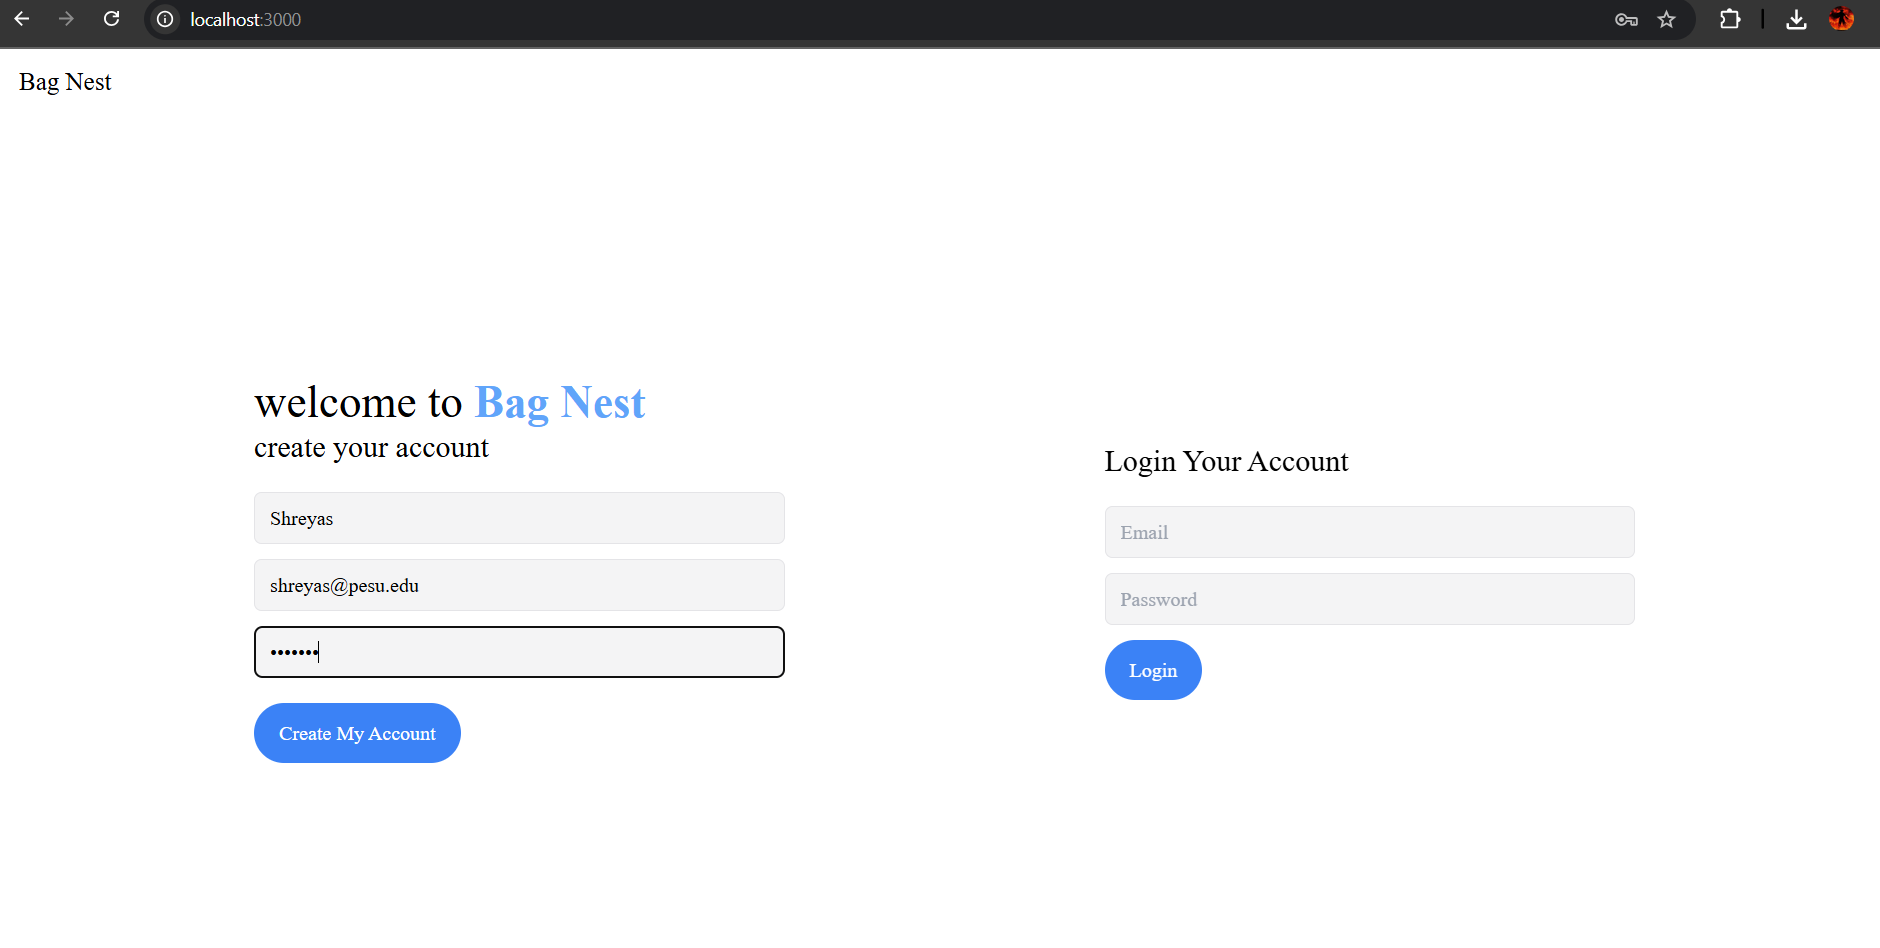 localhost:3000
Bag Nest
welcome to Bag Nest
create your account
Shreyas
shreyas@pesu.edu
•••••••
Create My Account
Login Your Account
Email
Password
Login